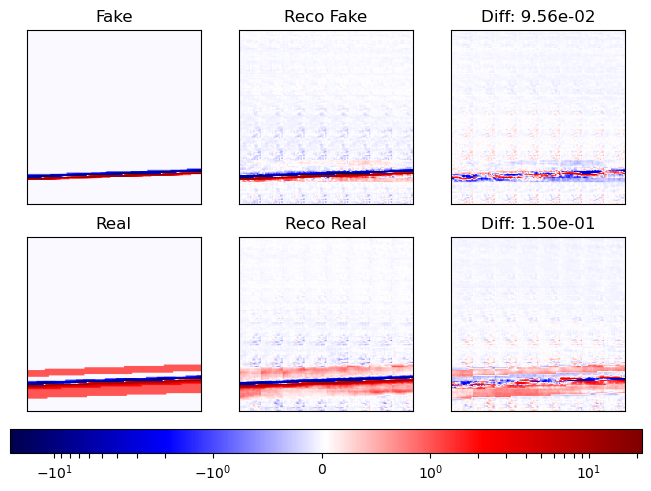 Fake Reco Fake Diff: 9.56e-02
Real Reco Real Diff: 1.50e-01
−10¹ −10⁰ 0 10⁰ 10¹